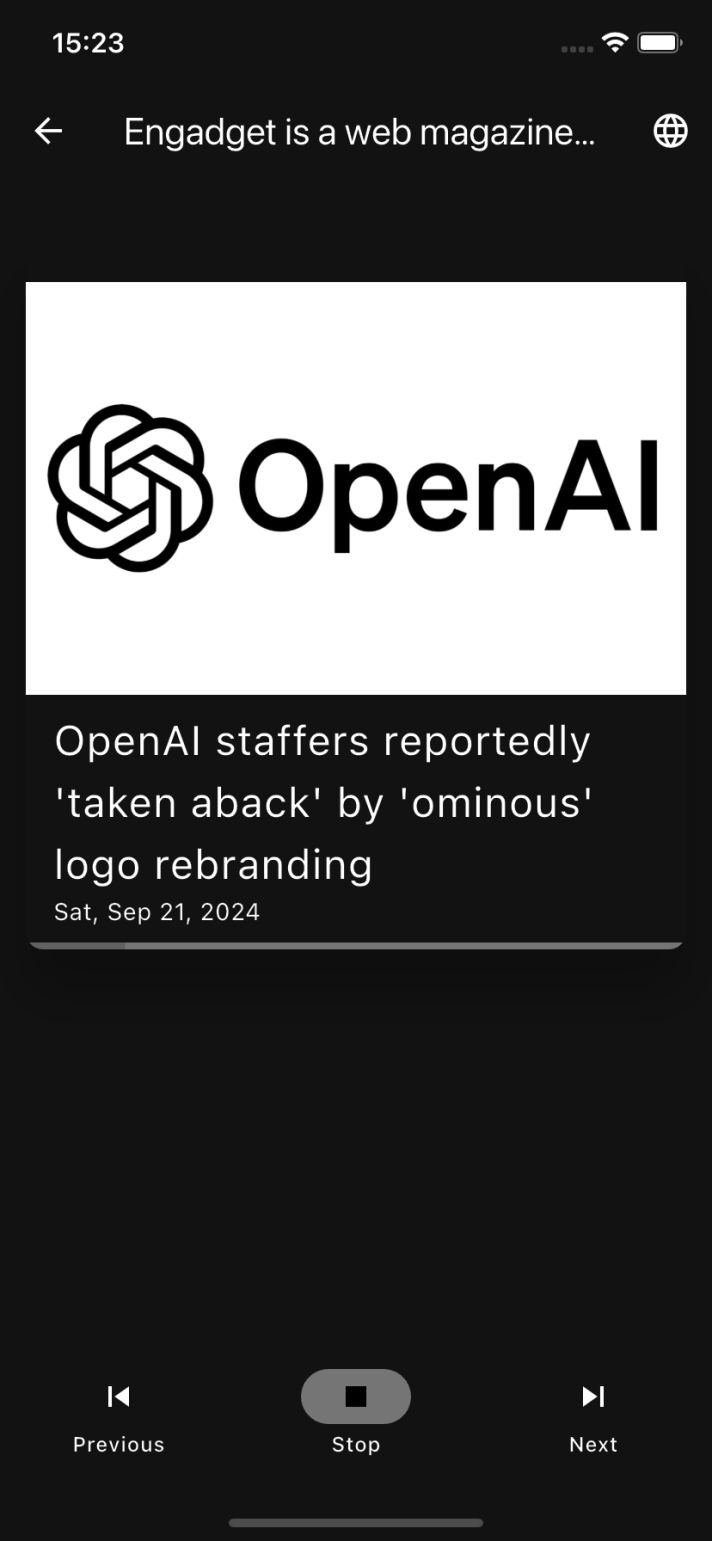 15:23
Engadget is a web magazine...
OpenAI
OpenAI staffers reportedly
'taken aback' by 'ominous'
logo rebranding
Sat, Sep 21, 2024
Previous
Stop
Next